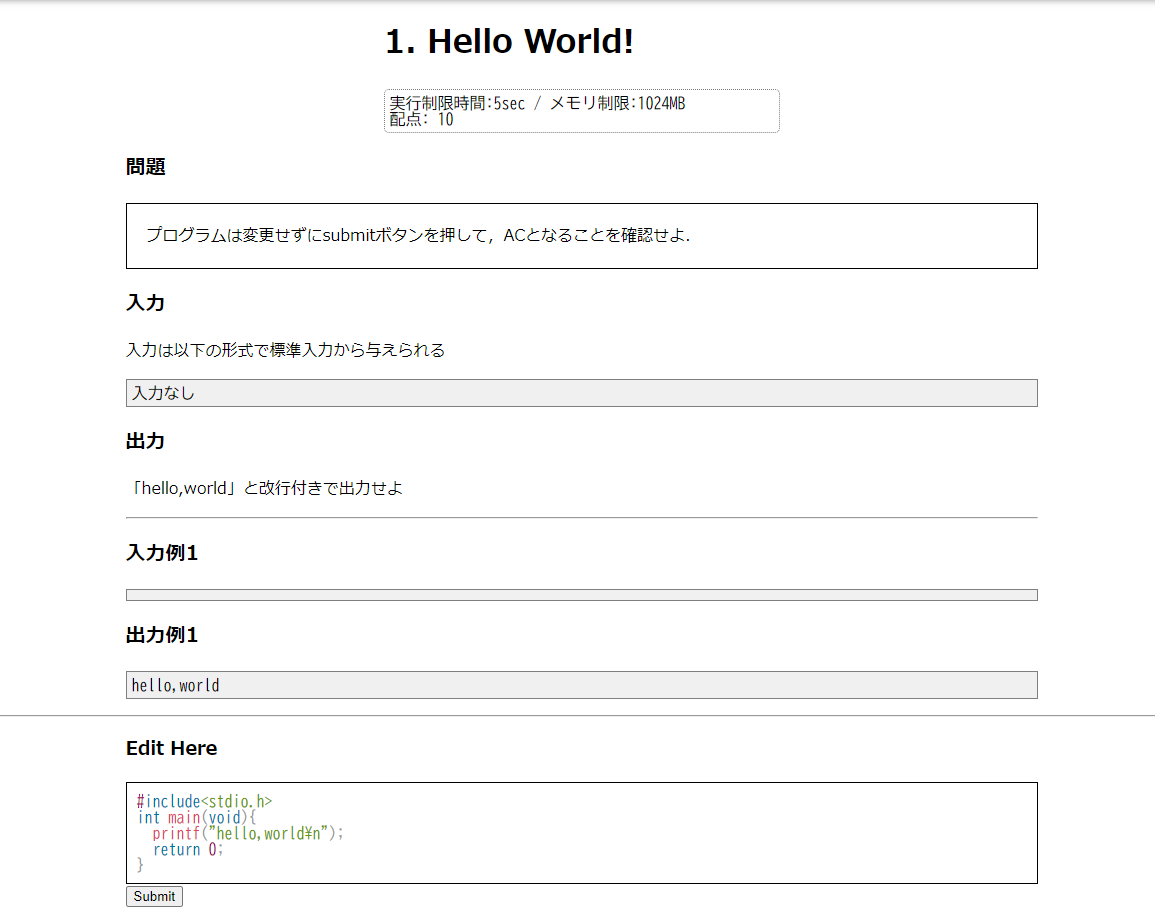 1. Hello World!
実行制限時間:5sec / メモリ制限:1024MB
配点: 10
問題
プログラムは変更せずにsubmitボタンを押して，ACとなることを確認せよ．
入力
入力は以下の形式で標準入力から与えられる
入力なし
出力
「hello,world」と改行付きで出力せよ
入力例1
出力例1
hello,world
Edit Here
#include<stdio.h>
int main(void){
  printf("hello,world¥n");
  return 0;
}
Submit